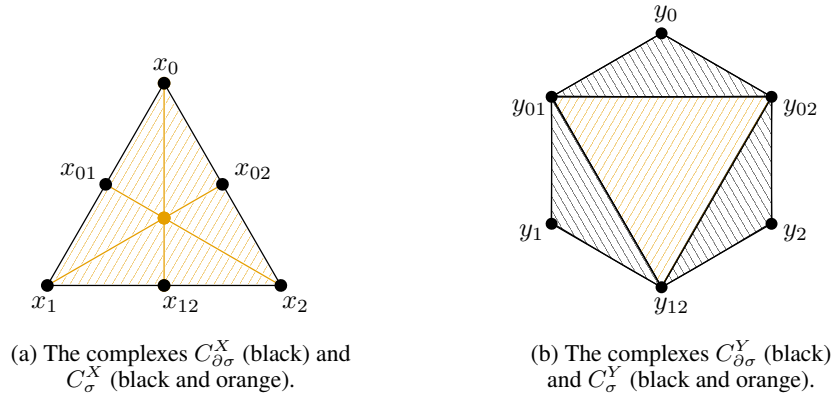 x₀
x₀₁
x₀₂
x₁
x₁₂
x₂
(a) The complexes C^X_{∂σ} (black) and
C^X_σ (black and orange).
y₀
y₀₁
y₀₂
y₁
y₂
y₁₂
(b) The complexes C^Y_{∂σ} (black)
and C^Y_σ (black and orange).